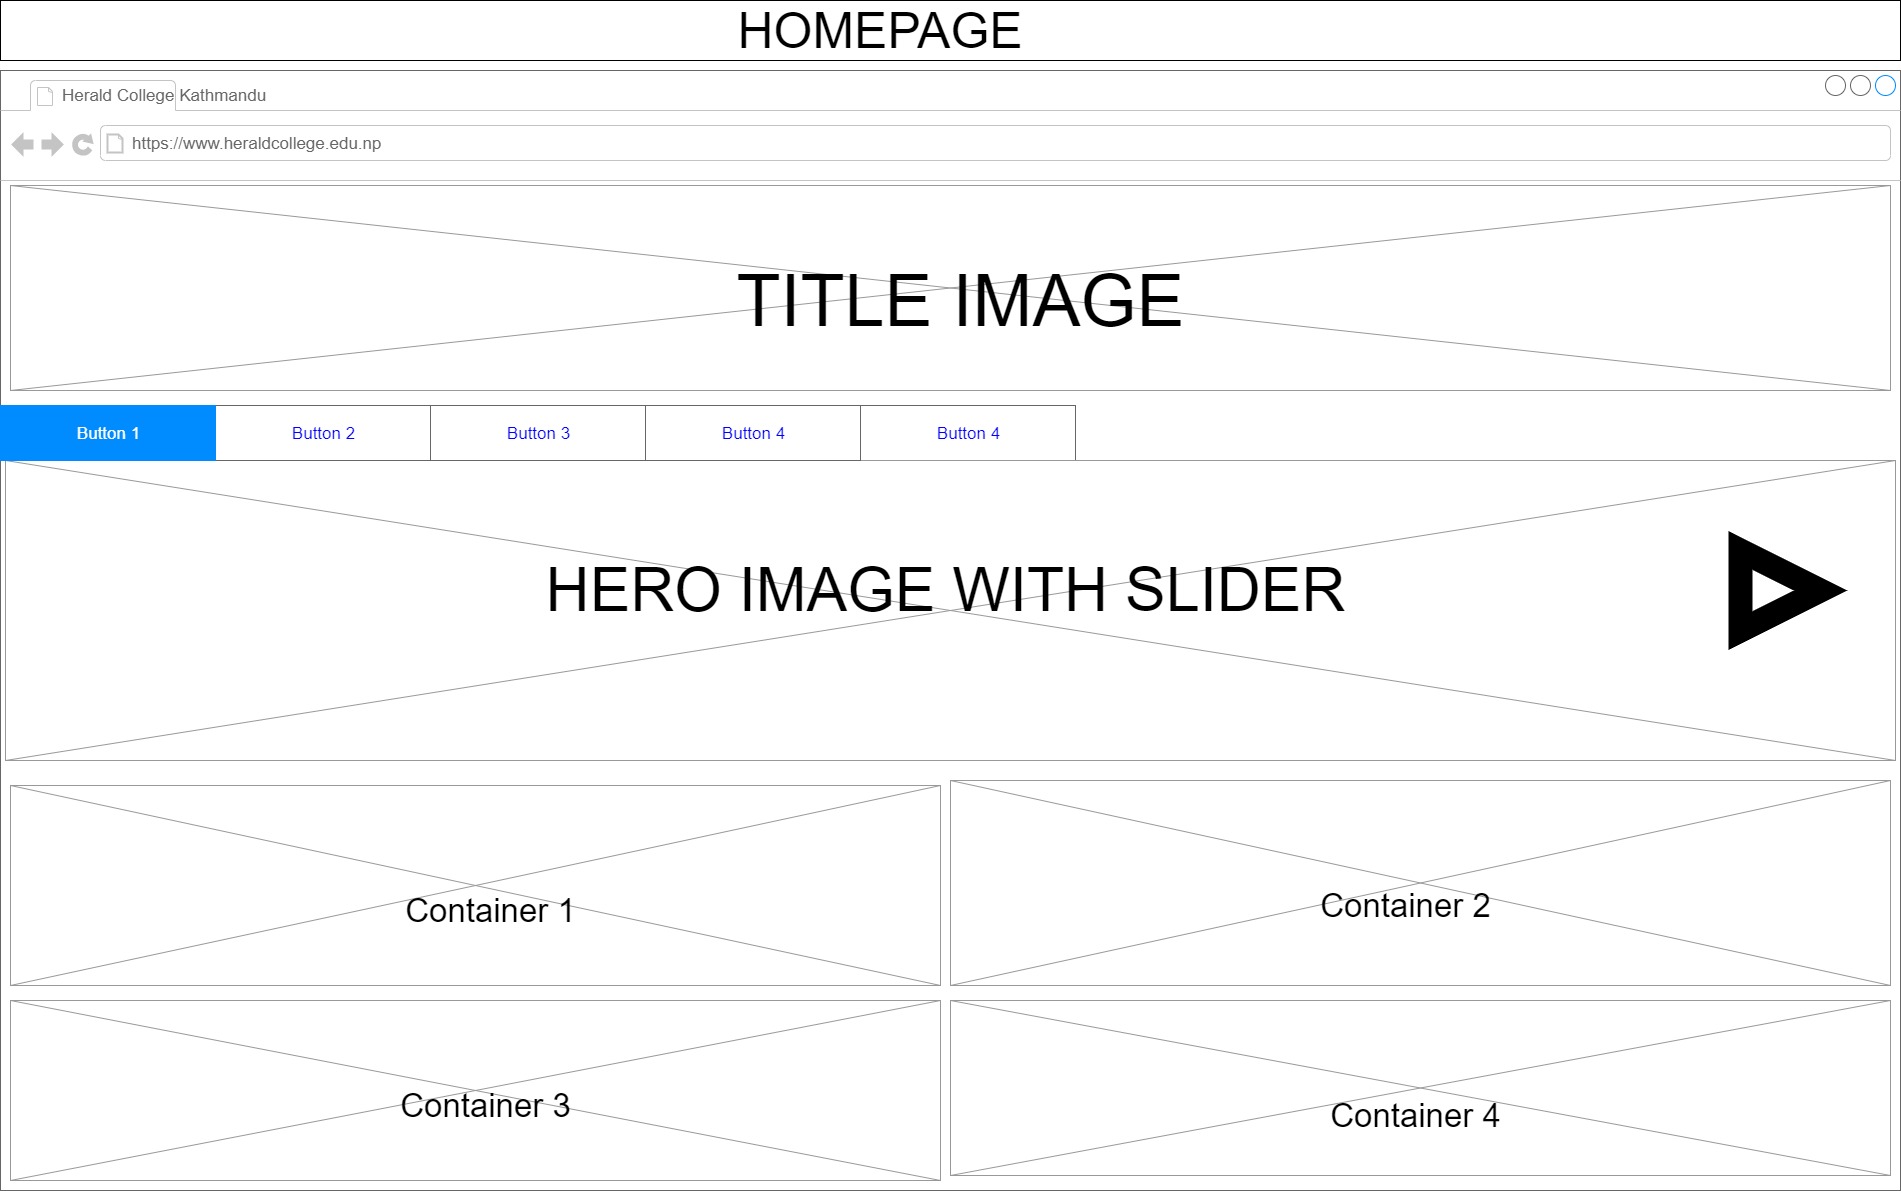 HOMEPAGE
Herald College Kathmandu
https://www.heraldcollege.edu.np
TITLE IMAGE
Button 1
Button 2
Button 3
Button 4
Button 4
HERO IMAGE WITH SLIDER
Container 1
Container 2
Container 3
Container 4